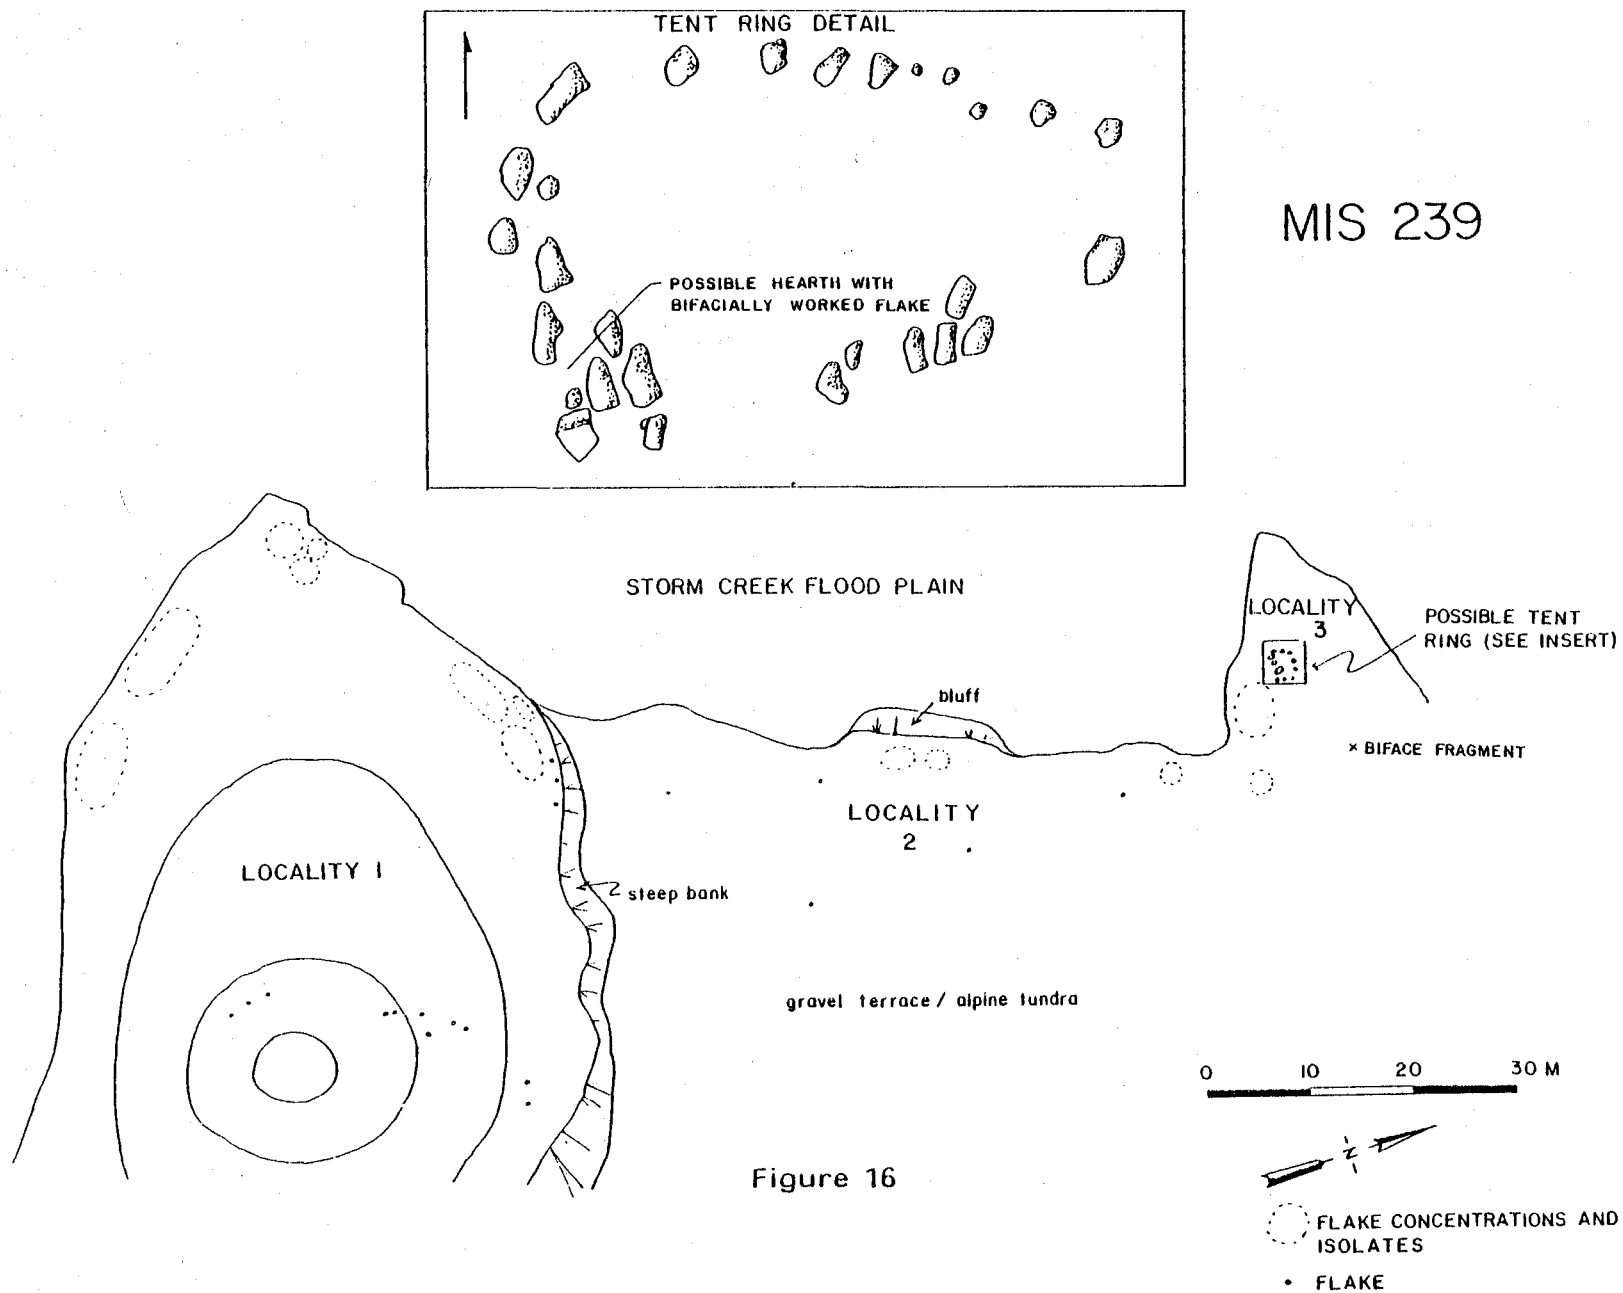 TENT RING DETAIL
MIS 239
POSSIBLE HEARTH WITH
BIFACIALLY WORKED FLAKE
STORM CREEK FLOOD PLAIN
LOCALITY
3
POSSIBLE TENT
RING (SEE INSERT)
bluff
× BIFACE FRAGMENT
LOCALITY
2
LOCALITY 1
steep bank
gravel terrace / alpine tundra
0 10 20 30 M
N
Figure 16
FLAKE CONCENTRATIONS AND
ISOLATES
• FLAKE